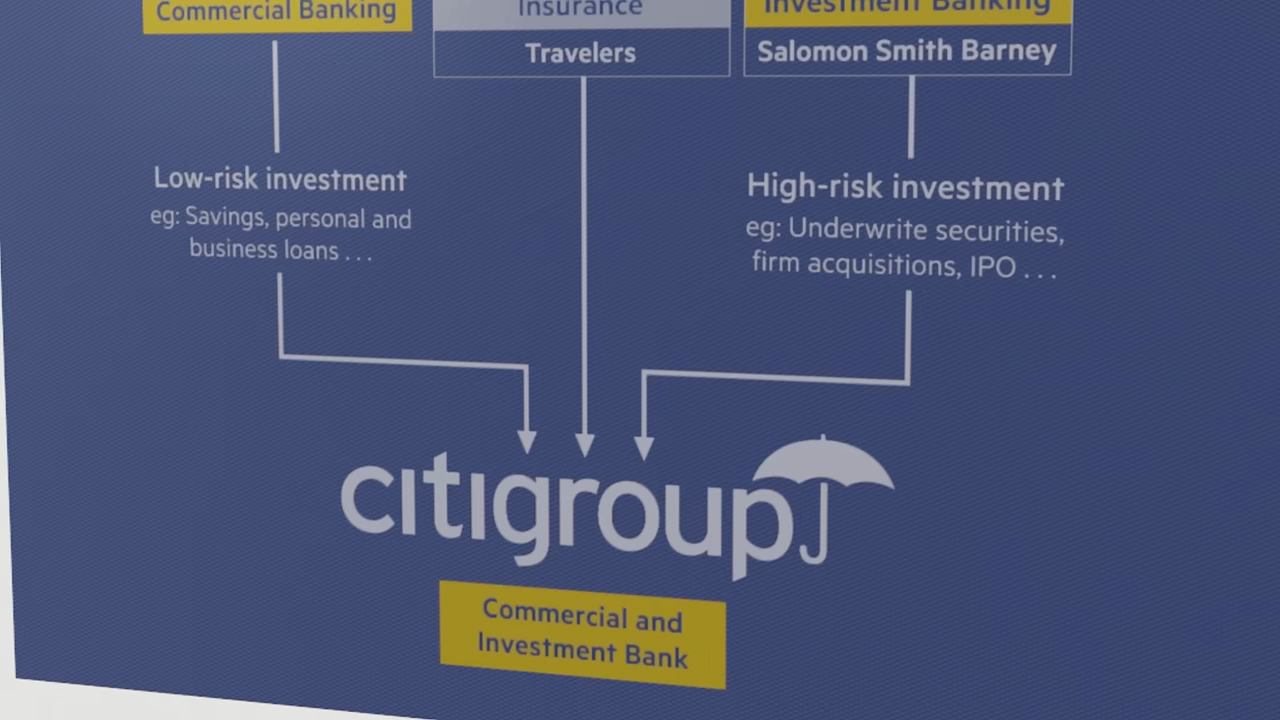 Commercial Banking
Insurance
Investment Banking
Travelers
Salomon Smith Barney
Low-risk investment
eg: Savings, personal and
business loans . . .
High-risk investment
eg: Underwrite securities,
firm acquisitions, IPO . . .
citigroup
Commercial and
Investment Bank